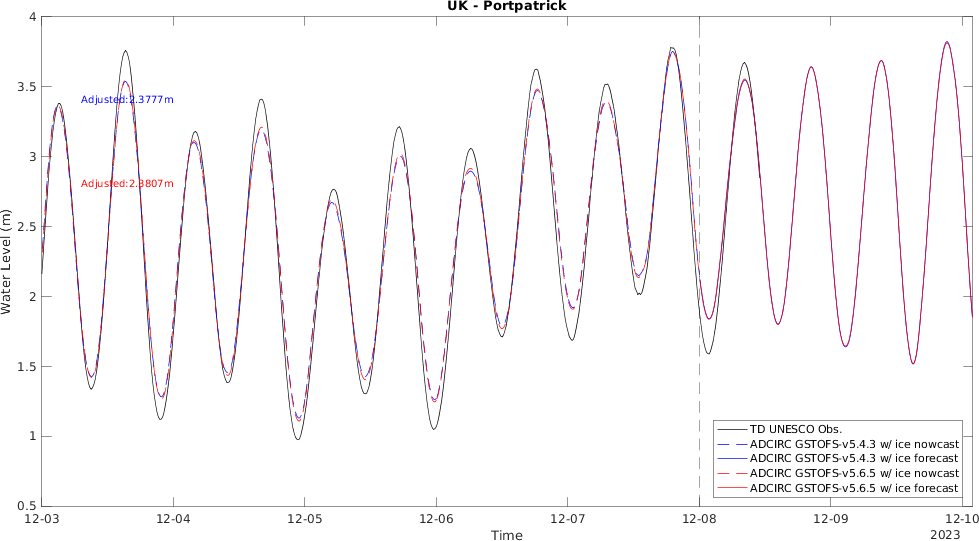 UK - Portpatrick
4
3.5
3
2.5
2
1.5
1
0.5
Water Level (m)
Adjusted:2.3777m
Adjusted:2.3807m
TD UNESCO Obs.
ADCIRC GSTOFS-v5.4.3 w/ ice nowcast
ADCIRC GSTOFS-v5.4.3 w/ ice forecast
ADCIRC GSTOFS-v5.6.5 w/ ice nowcast
ADCIRC GSTOFS-v5.6.5 w/ ice forecast
12-03 12-04 12-05 12-06 12-07 12-08 12-09 12-10
Time
2023